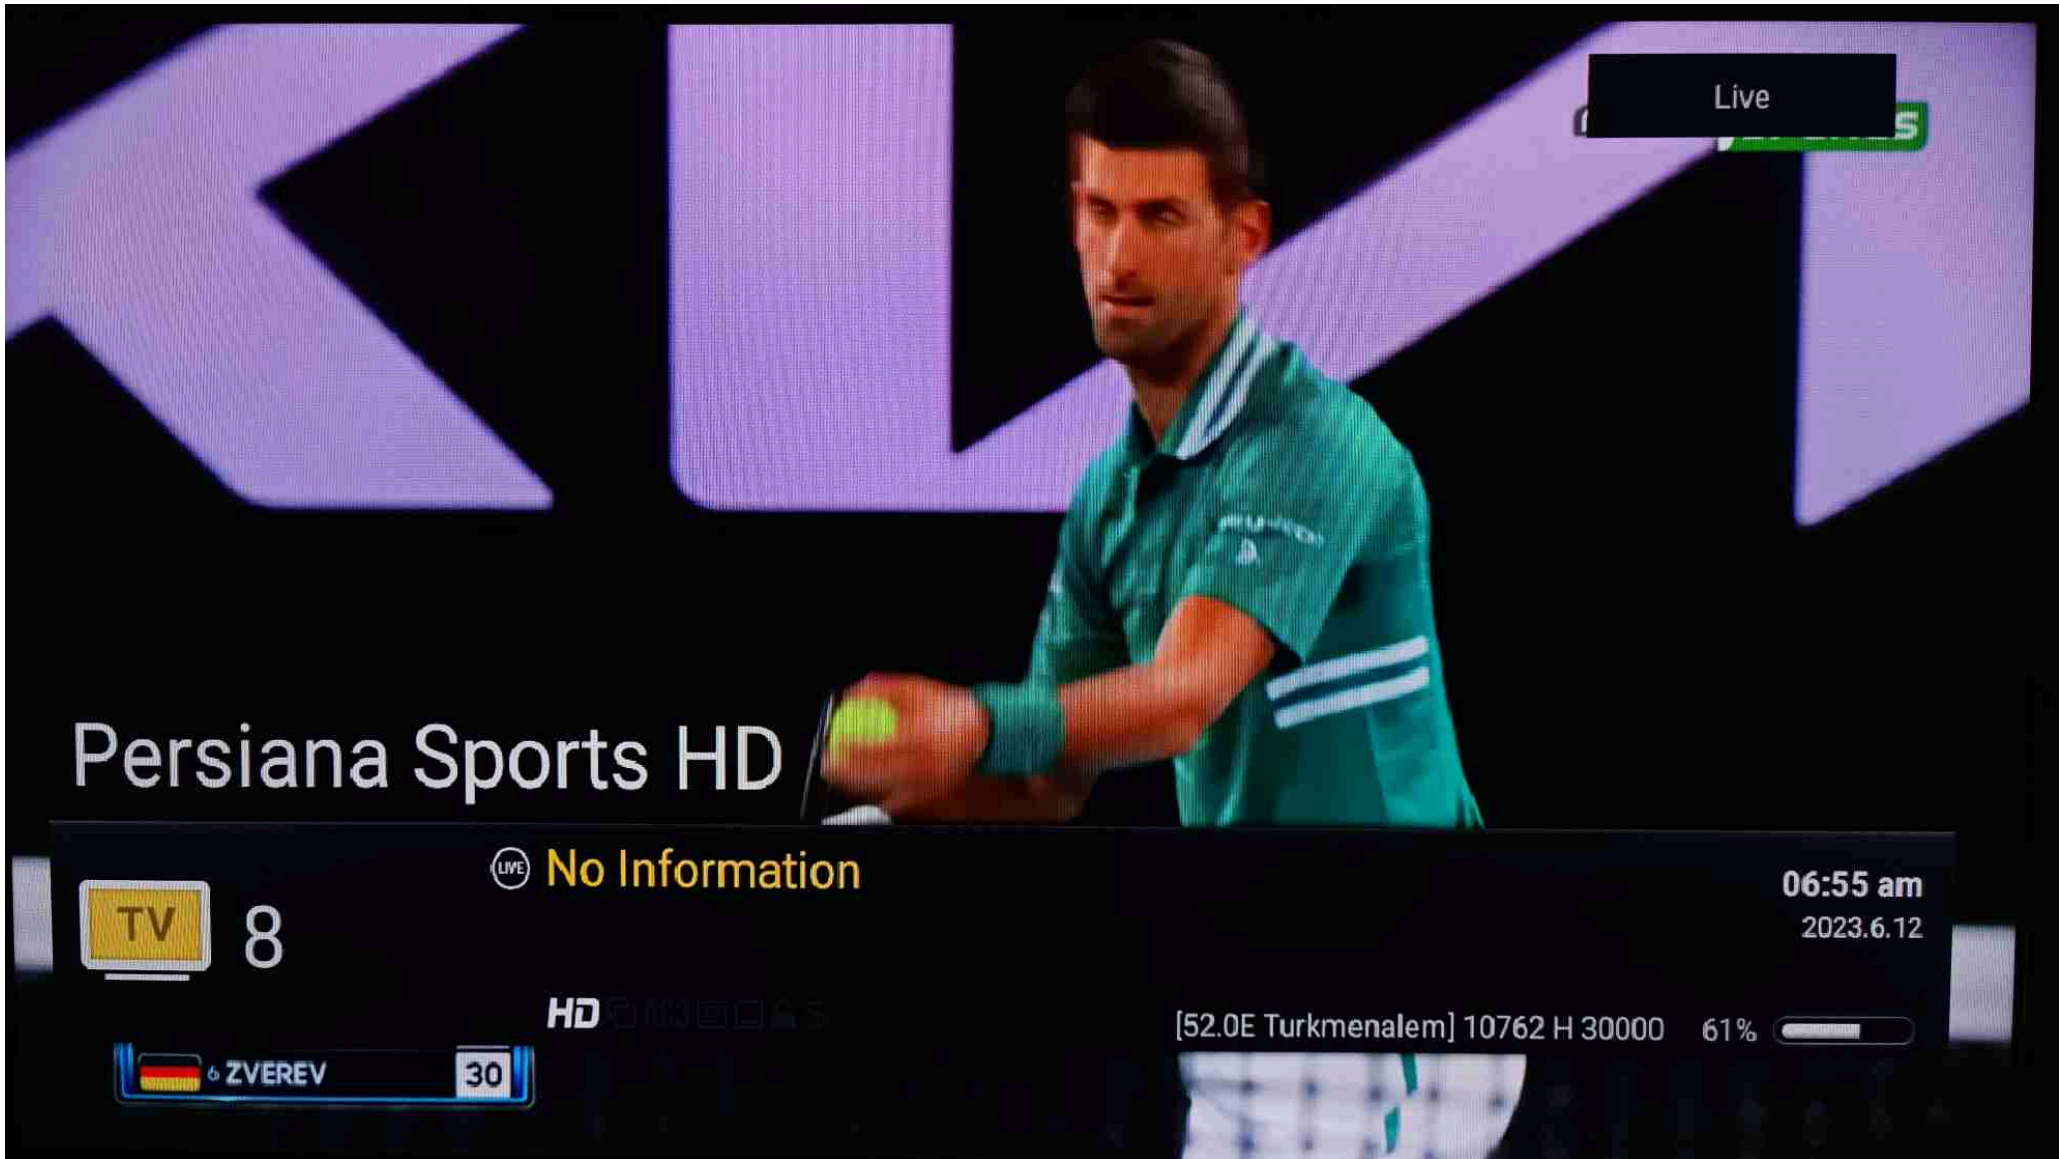 Live
Persiana Sports HD
LIVE No Information
TV 8
06:55 am
2023.6.12
HD
[52.0E Turkmenalem] 10762 H 30000 61%
6 ZVEREV 30